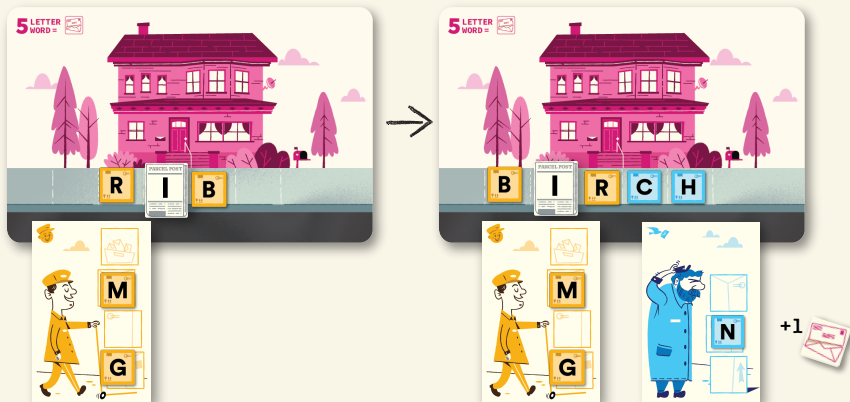 5 LETTER
WORD =
5 LETTER
WORD =
PARCEL POST
R I B
PARCEL POST
B I R C H
M
G
M
G
N
+1